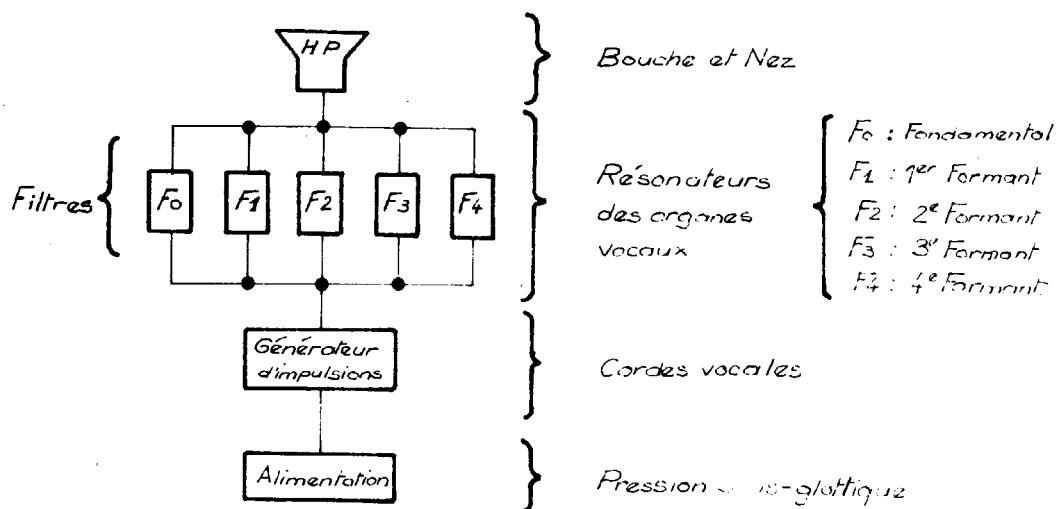 HP
Bouche et Nez
Filtres
F0
F1
F2
F3
F4
Résonateurs
des organes
vocaux
F0 : Fondamental
F1 : 1er Formant
F2 : 2e Formant
F3 : 3e Formant
F4 : 4e Formant
Générateur
d'impulsions
Cordes vocales
Alimentation
Pression -glottique